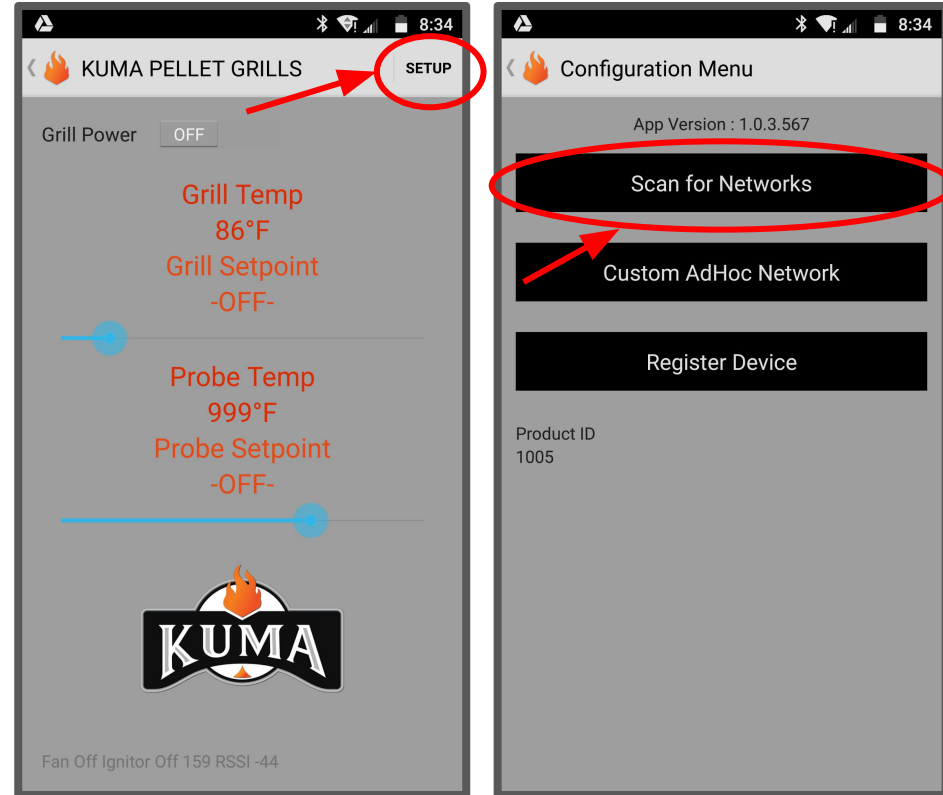 8:34
KUMA PELLET GRILLS
SETUP
Grill Power
OFF
Grill Temp
86°F
Grill Setpoint
-OFF-
Probe Temp
999°F
Probe Setpoint
-OFF-
KUMA
Fan Off Ignitor Off 159 RSSI -44
8:34
Configuration Menu
App Version : 1.0.3.567
Scan for Networks
Custom AdHoc Network
Register Device
Product ID
1005